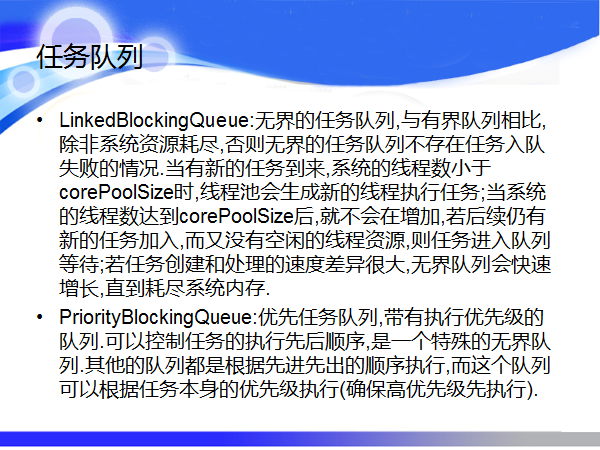 任务队列
• LinkedBlockingQueue:无界的任务队列,与有界队列相比,
除非系统资源耗尽,否则无界的任务队列不存在任务入队
失败的情况.当有新的任务到来,系统的线程数小于
corePoolSize时,线程池会生成新的线程执行任务;当系统
的线程数达到corePoolSize后,就不会在增加,若后续仍有
新的任务加入,而又没有空闲的线程资源,则任务进入队列
等待;若任务创建和处理的速度差异很大,无界队列会快速
增长,直到耗尽系统内存.
• PriorityBlockingQueue:优先任务队列,带有执行优先级的
队列.可以控制任务的执行先后顺序,是一个特殊的无界队
列.其他的队列都是根据先进先出的顺序执行,而这个队列
可以根据任务本身的优先级执行(确保高优先级先执行).